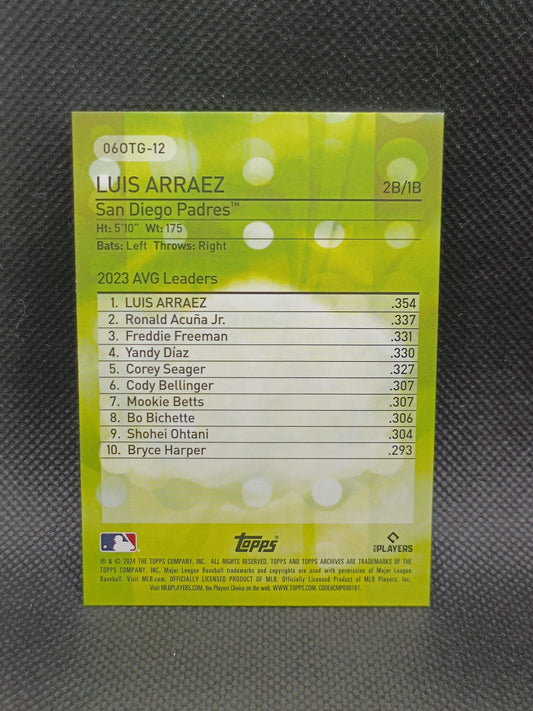 06OTG-12
LUIS ARRAEZ 2B/1B
San Diego Padres™
Ht: 5'10" Wt: 175
Bats: Left Throws: Right
2023 AVG Leaders
1. LUIS ARRAEZ .354
2. Ronald Acuña Jr. .337
3. Freddie Freeman .331
4. Yandy Díaz .330
5. Corey Seager .327
6. Cody Bellinger .307
7. Mookie Betts .307
8. Bo Bichette .306
9. Shohei Ohtani .304
10. Bryce Harper .293
Topps
PLAYERS
℗ & © 2024 THE TOPPS COMPANY, INC. ALL RIGHTS RESERVED. TOPPS AND TOPPS ARCHIVES ARE TRADEMARKS OF THE
TOPPS COMPANY, INC. Major League Baseball trademarks and copyrights are used with permission of Major League
Baseball. Visit MLB.com. OFFICIALLY LICENSED PRODUCT OF MLB. Officially Licensed Product of MLB Players, Inc.
Visit MLBPLAYERS.COM, the Players Choice on the web. WWW.TOPPS.COM. CODE#CMP090181.